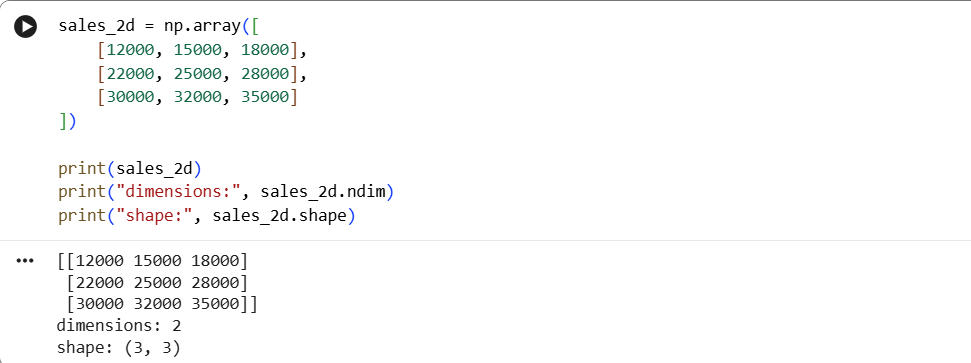 sales_2d = np.array([
    [12000, 15000, 18000],
    [22000, 25000, 28000],
    [30000, 32000, 35000]
])

print(sales_2d)
print("dimensions:", sales_2d.ndim)
print("shape:", sales_2d.shape)
[[12000 15000 18000]
 [22000 25000 28000]
 [30000 32000 35000]]
dimensions: 2
shape: (3, 3)